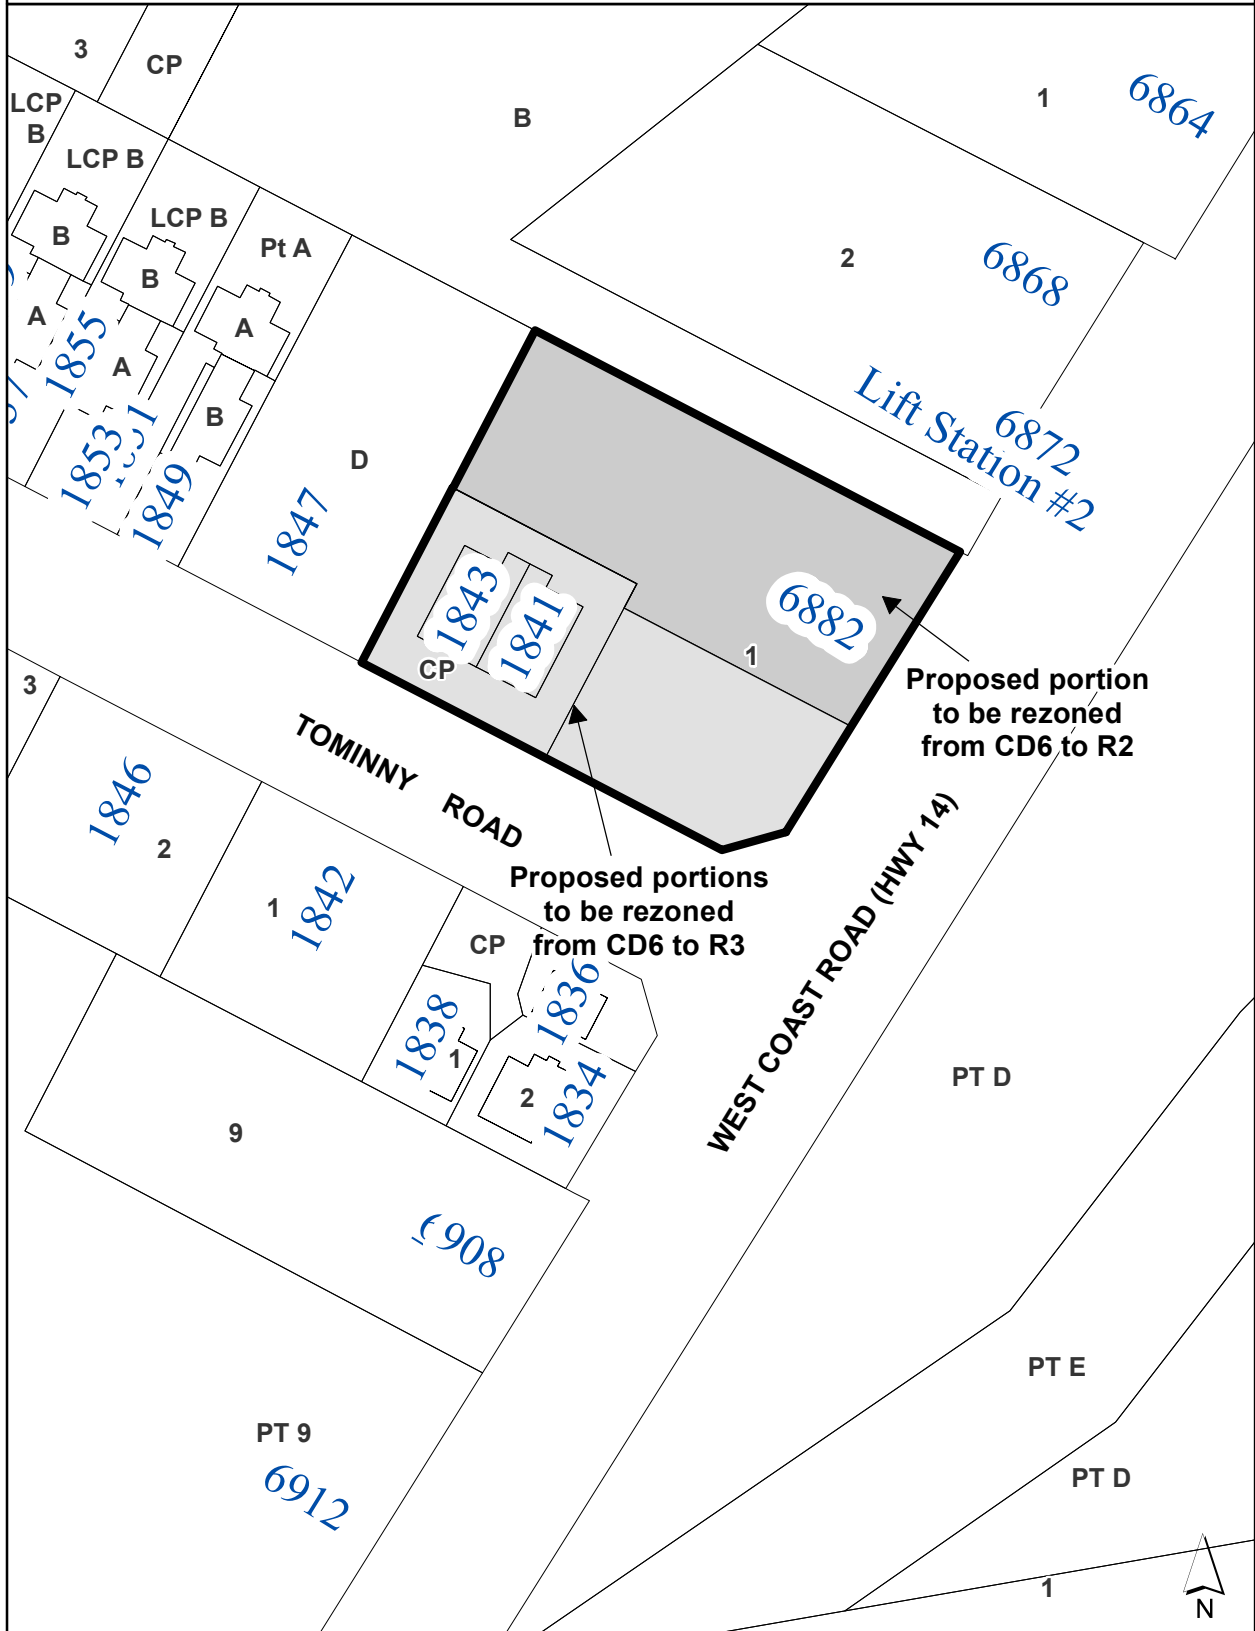 3
CP
B
1
6864
LCP
B
LCP B
LCP B
Pt A
2
6868
B
B
A
A
1855
A
B
1853
1849
D
1847
Lift Station #2
6872
1843
1841
CP
6882
1
Proposed portion
to be rezoned
from CD6 to R2
3
TOMINNY ROAD
1846
2
1
1842
Proposed portions
to be rezoned
from CD6 to R3
WEST COAST ROAD (HWY 14)
CP
1836
1838
1
2
1834
PT D
9
908
PT E
PT 9
6912
PT D
1
N